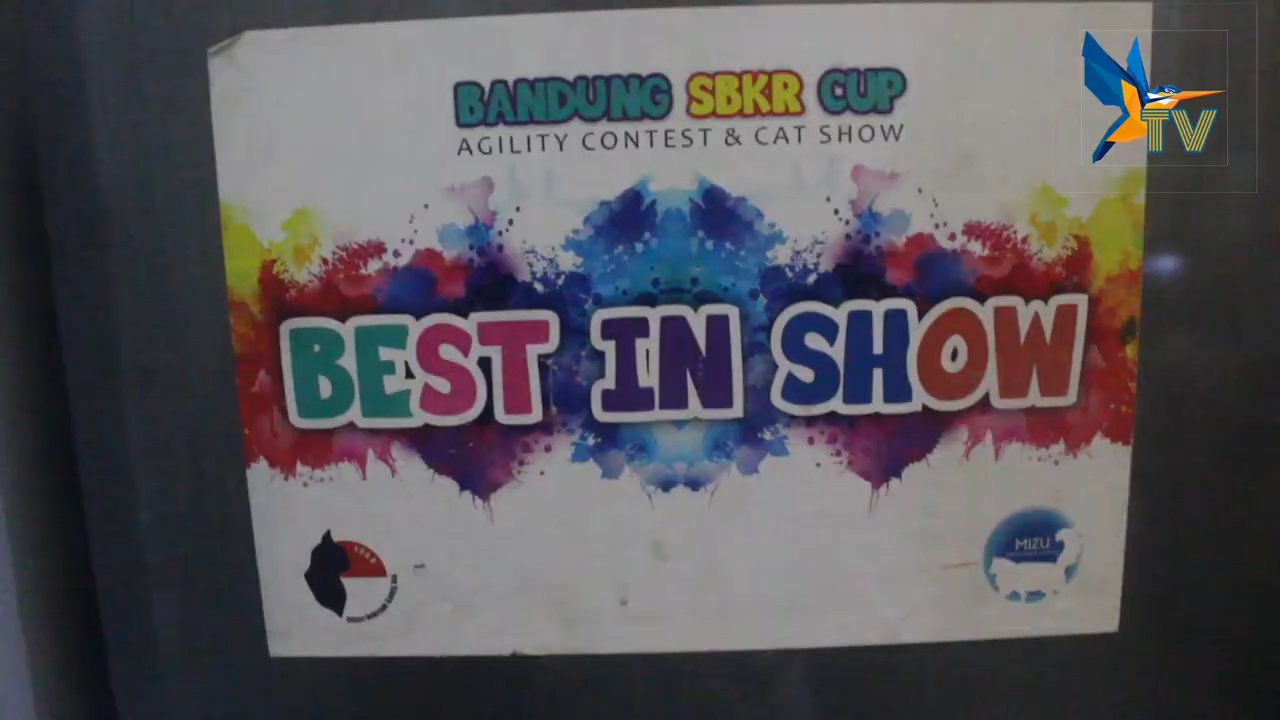 BANDUNG SBKR CUP
AGILITY CONTEST & CAT SHOW
TV
BEST IN SHOW
MIZU